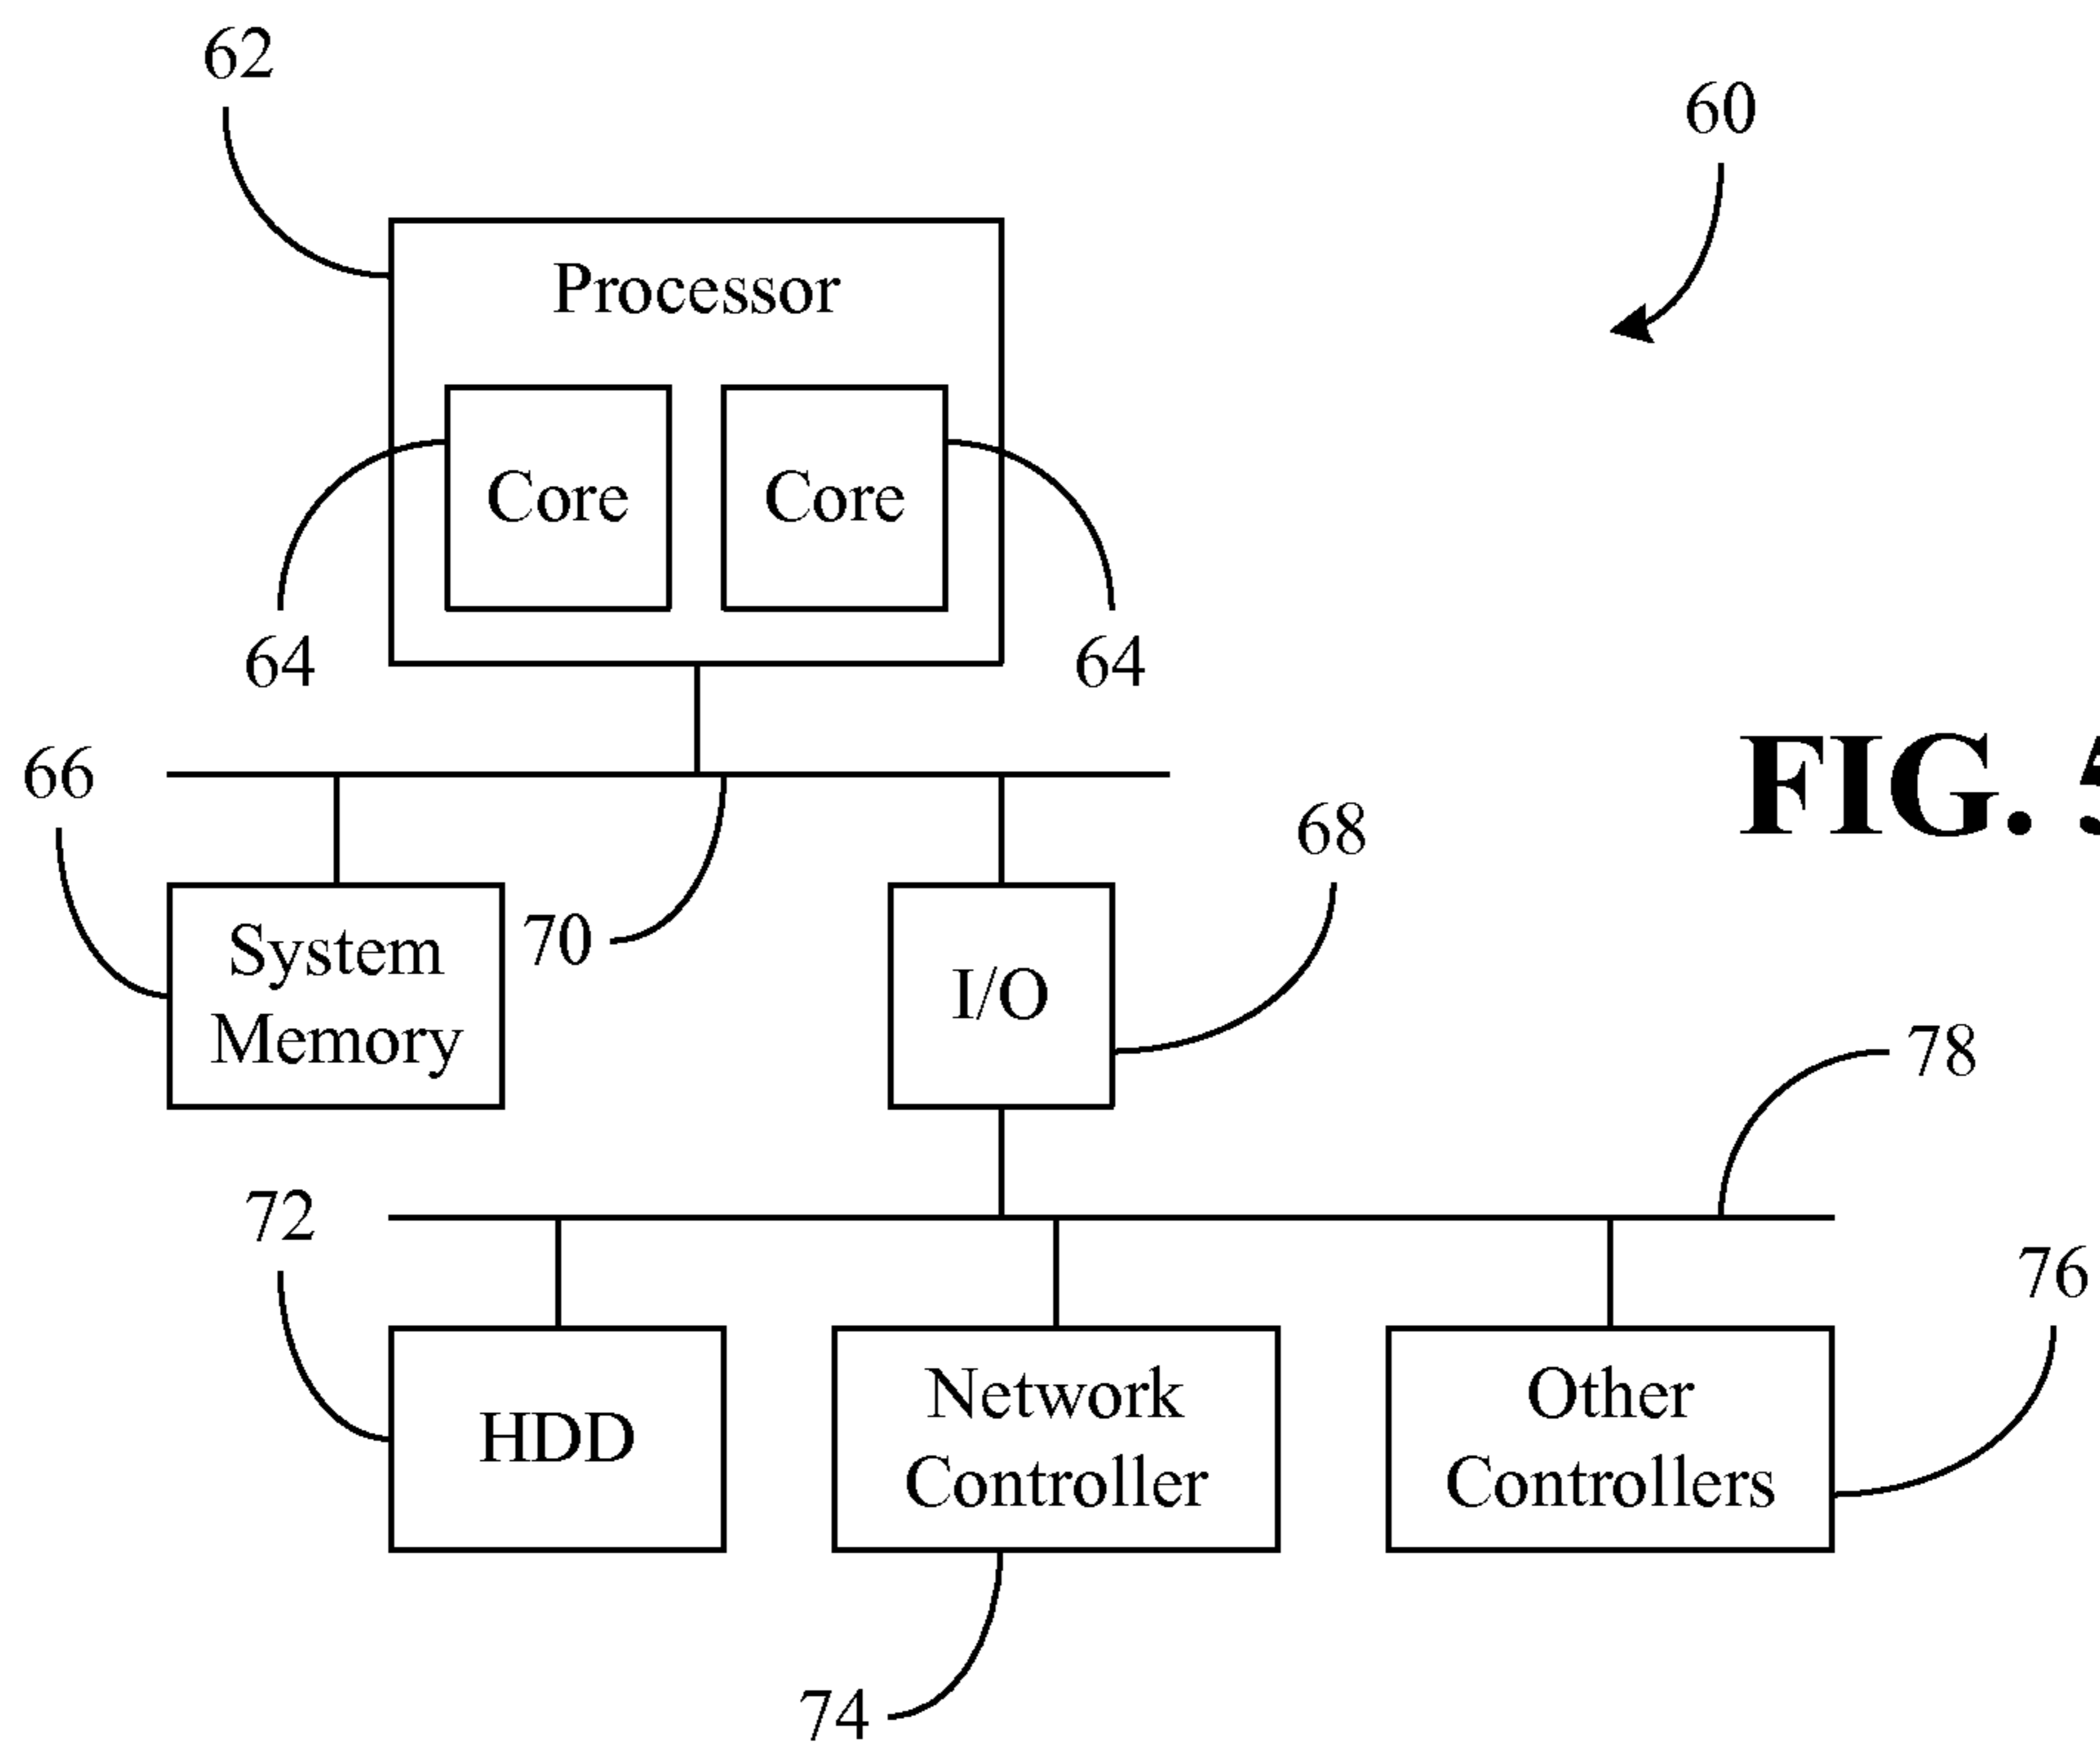 62
60
Processor
Core
Core
64
64
66
FIG. 5
68
70
System
Memory
I/O
78
72
76
HDD
Network
Controller
Other
Controllers
74